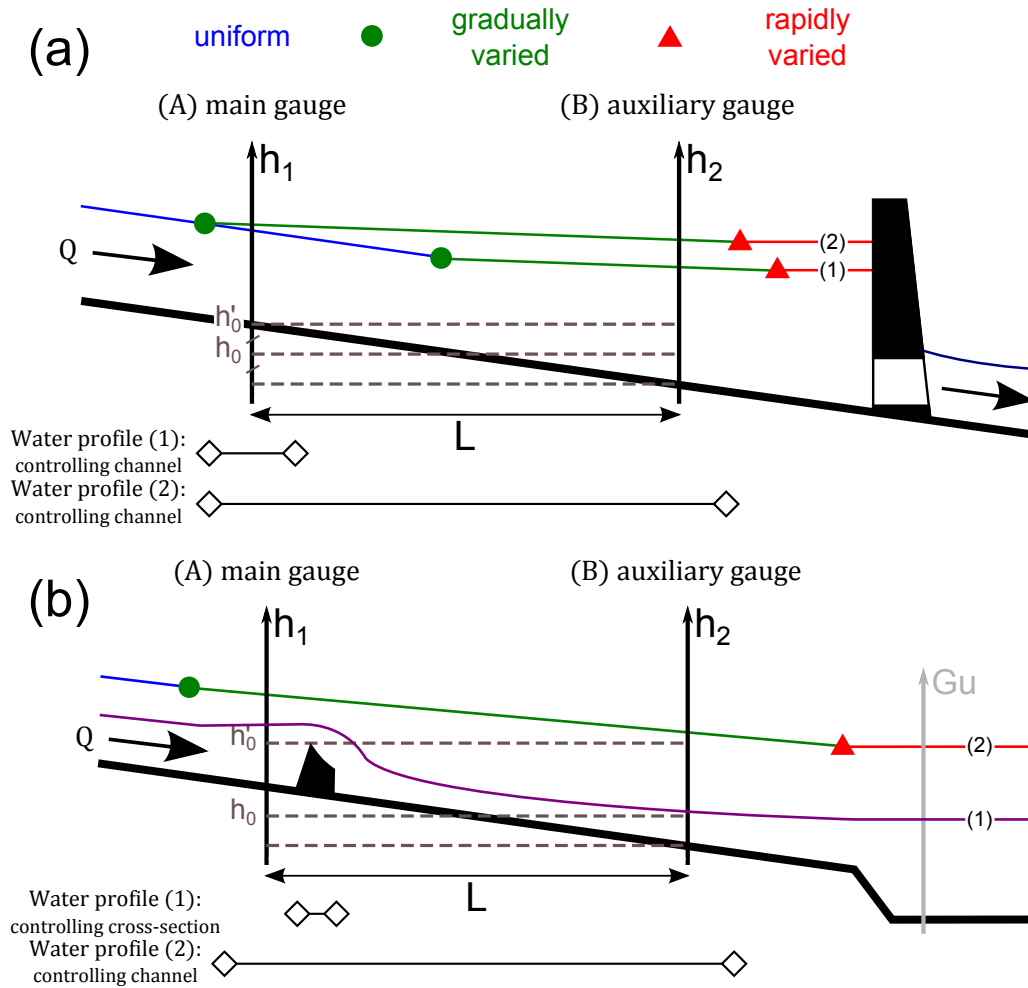 (a)
uniform
gradually
varied
rapidly
varied
(A) main gauge
(B) auxiliary gauge
h₁
h₂
Q
(2)
(1)
h'₀
h₀
L
Water profile (1):
controlling channel
Water profile (2):
controlling channel
(b)
(A) main gauge
(B) auxiliary gauge
h₁
h₂
Gu
Q
h'₀
(2)
h₀
(1)
L
Water profile (1):
controlling cross-section
Water profile (2):
controlling channel